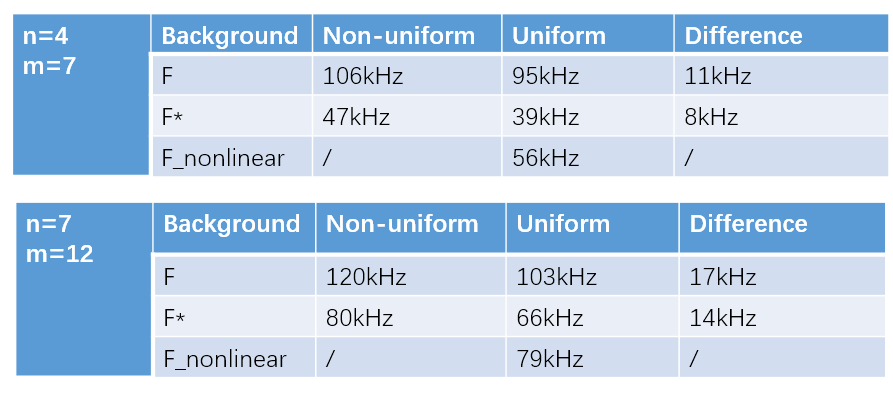 n=4 Background Non-uniform Uniform Difference
m=7
F 106kHz 95kHz 11kHz
F* 47kHz 39kHz 8kHz
F_nonlinear / 56kHz /
n=7 Background Non-uniform Uniform Difference
m=12
F 120kHz 103kHz 17kHz
F* 80kHz 66kHz 14kHz
F_nonlinear / 79kHz /